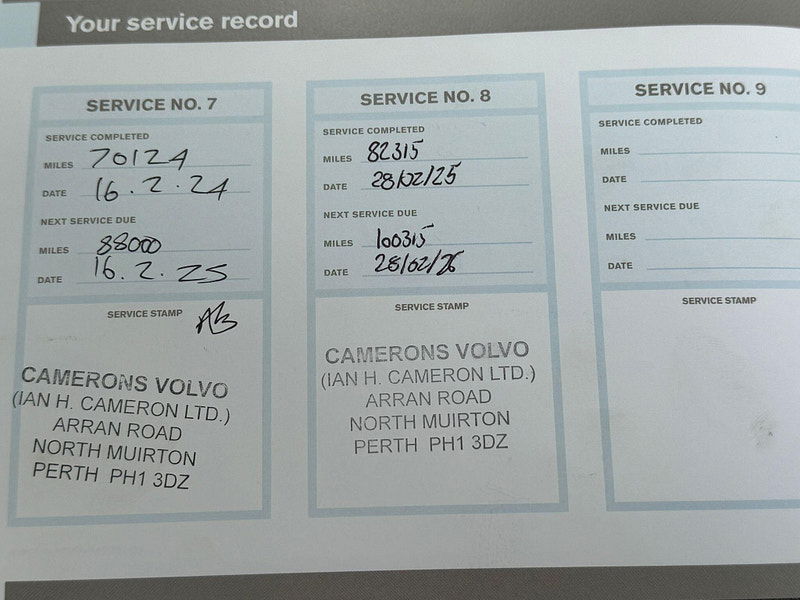 Your service record
SERVICE NO. 7
SERVICE COMPLETED
MILES 70124
DATE 16.2.24
NEXT SERVICE DUE
MILES 88000
DATE 16.2.25
SERVICE STAMP
CAMERONS VOLVO
(IAN H. CAMERON LTD.)
ARRAN ROAD
NORTH MUIRTON
PERTH PH1 3DZ
SERVICE NO. 8
SERVICE COMPLETED
MILES 82315
DATE 28/02/25
NEXT SERVICE DUE
MILES 100315
DATE 28/02/26
SERVICE STAMP
CAMERONS VOLVO
(IAN H. CAMERON LTD.)
ARRAN ROAD
NORTH MUIRTON
PERTH PH1 3DZ
SERVICE NO. 9
SERVICE COMPLETED
MILES
DATE
NEXT SERVICE DUE
MILES
DATE
SERVICE STAMP